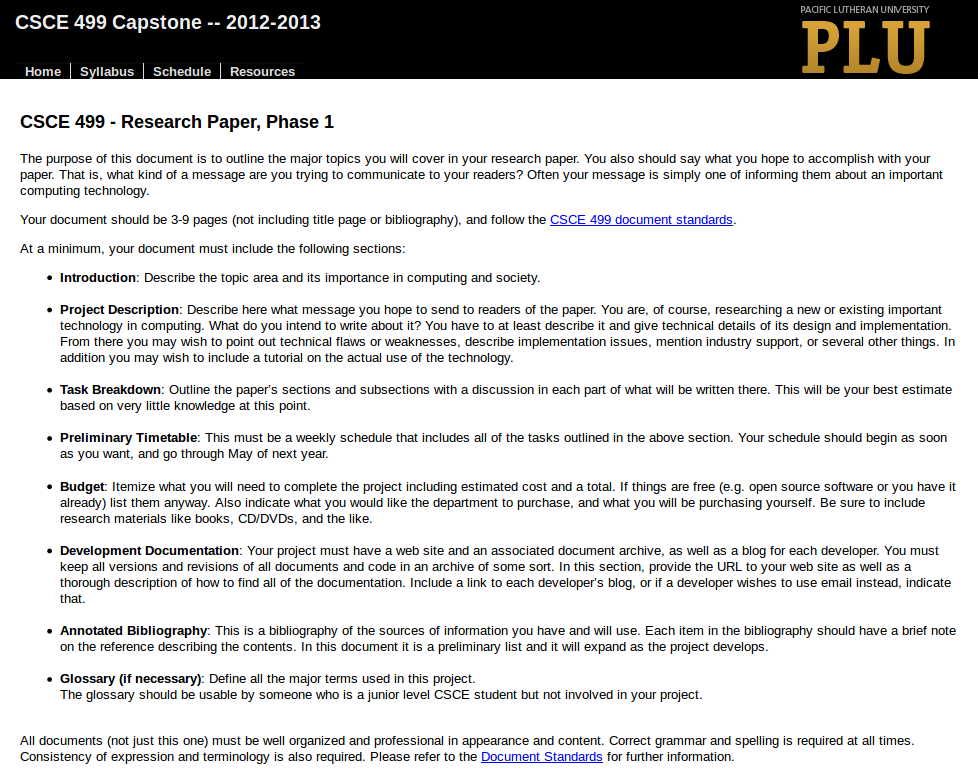 CSCE 499 Capstone -- 2012-2013
PACIFIC LUTHERAN UNIVERSITY
PLU
Home
Syllabus
Schedule
Resources
CSCE 499 - Research Paper, Phase 1
The purpose of this document is to outline the major topics you will cover in your research paper. You also should say what you hope to accomplish with your
paper. That is, what kind of a message are you trying to communicate to your readers? Often your message is simply one of informing them about an important
computing technology.
Your document should be 3-9 pages (not including title page or bibliography), and follow the CSCE 499 document standards.
At a minimum, your document must include the following sections:
• Introduction: Describe the topic area and its importance in computing and society.
• Project Description: Describe here what message you hope to send to readers of the paper. You are, of course, researching a new or existing important
technology in computing. What do you intend to write about it? You have to at least describe it and give technical details of its design and implementation.
From there you may wish to point out technical flaws or weaknesses, describe implementation issues, mention industry support, or several other things. In
addition you may wish to include a tutorial on the actual use of the technology.
• Task Breakdown: Outline the paper's sections and subsections with a discussion in each part of what will be written there. This will be your best estimate
based on very little knowledge at this point.
• Preliminary Timetable: This must be a weekly schedule that includes all of the tasks outlined in the above section. Your schedule should begin as soon
as you want, and go through May of next year.
• Budget: Itemize what you will need to complete the project including estimated cost and a total. If things are free (e.g. open source software or you have it
already) list them anyway. Also indicate what you would like the department to purchase, and what you will be purchasing yourself. Be sure to include
research materials like books, CD/DVDs, and the like.
• Development Documentation: Your project must have a web site and an associated document archive, as well as a blog for each developer. You must
keep all versions and revisions of all documents and code in an archive of some sort. In this section, provide the URL to your web site as well as a
thorough description of how to find all of the documentation. Include a link to each developer's blog, or if a developer wishes to use email instead, indicate
that.
• Annotated Bibliography: This is a bibliography of the sources of information you have and will use. Each item in the bibliography should have a brief note
on the reference describing the contents. In this document it is a preliminary list and it will expand as the project develops.
• Glossary (if necessary): Define all the major terms used in this project.
The glossary should be usable by someone who is a junior level CSCE student but not involved in your project.
All documents (not just this one) must be well organized and professional in appearance and content. Correct grammar and spelling is required at all times.
Consistency of expression and terminology is also required. Please refer to the Document Standards for further information.